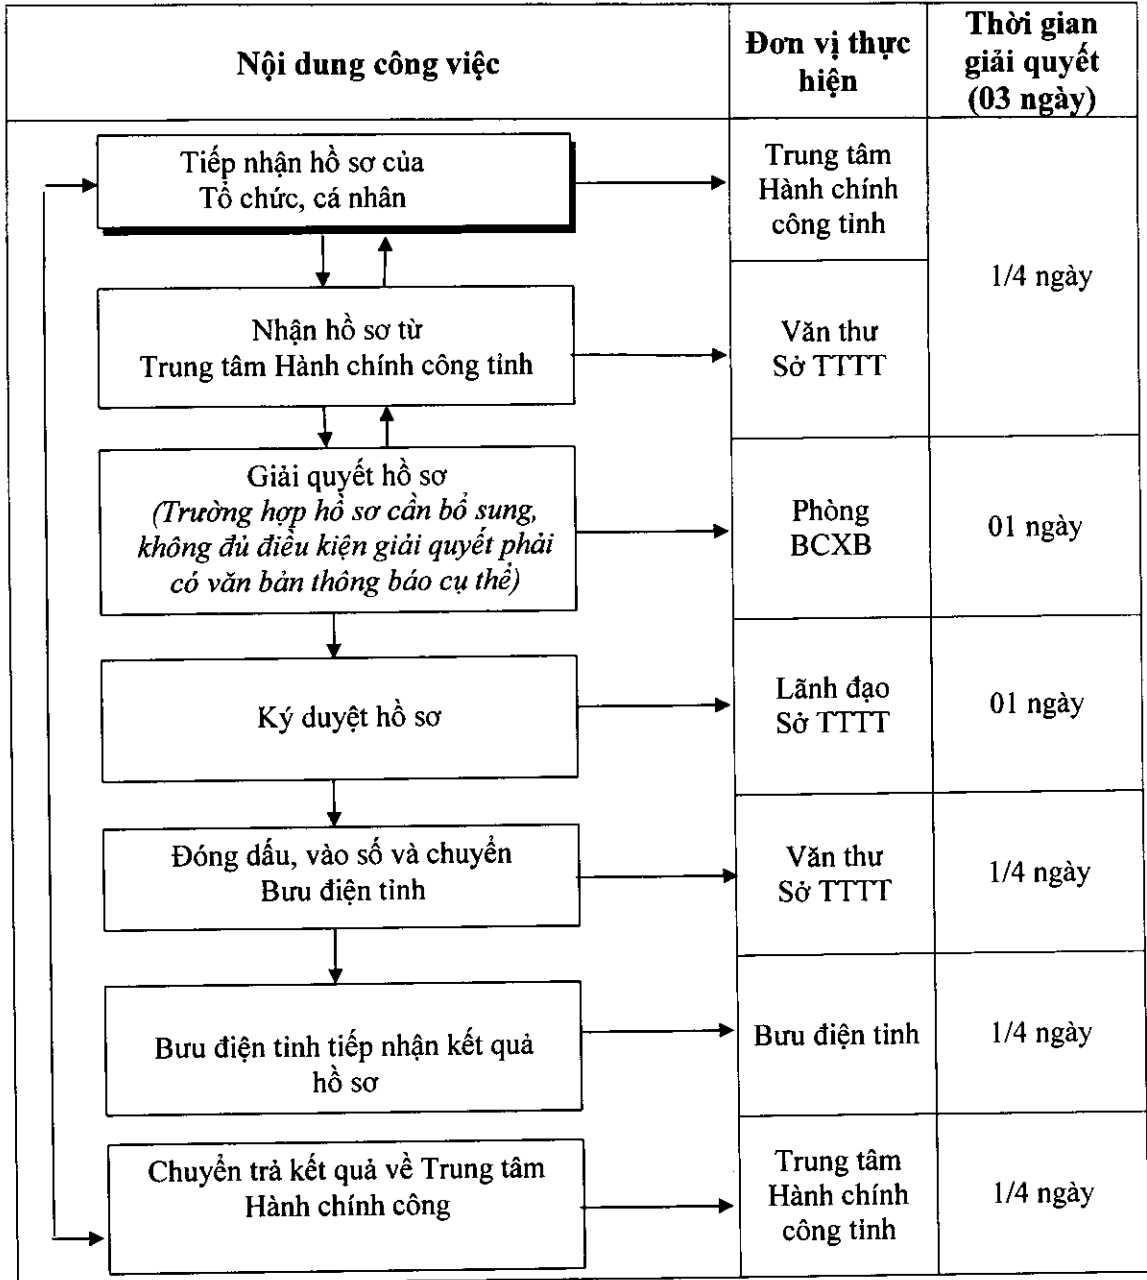 Nội dung công việc
Đơn vị thực
hiện
Thời gian
giải quyết
(03 ngày)
Tiếp nhận hồ sơ của
Tổ chức, cá nhân
Trung tâm
Hành chính
công tỉnh
1/4 ngày
Nhận hồ sơ từ
Trung tâm Hành chính công tỉnh
Văn thư
Sở TTTT
Giải quyết hồ sơ
(Trường hợp hồ sơ cần bổ sung,
không đủ điều kiện giải quyết phải
có văn bản thông báo cụ thể)
Phòng
BCXB
01 ngày
Ký duyệt hồ sơ
Lãnh đạo
Sở TTTT
01 ngày
Đóng dấu, vào số và chuyển
Bưu điện tỉnh
Văn thư
Sở TTTT
1/4 ngày
Bưu điện tỉnh tiếp nhận kết quả
hồ sơ
Bưu điện tỉnh
1/4 ngày
Chuyển trả kết quả về Trung tâm
Hành chính công
Trung tâm
Hành chính
công tỉnh
1/4 ngày